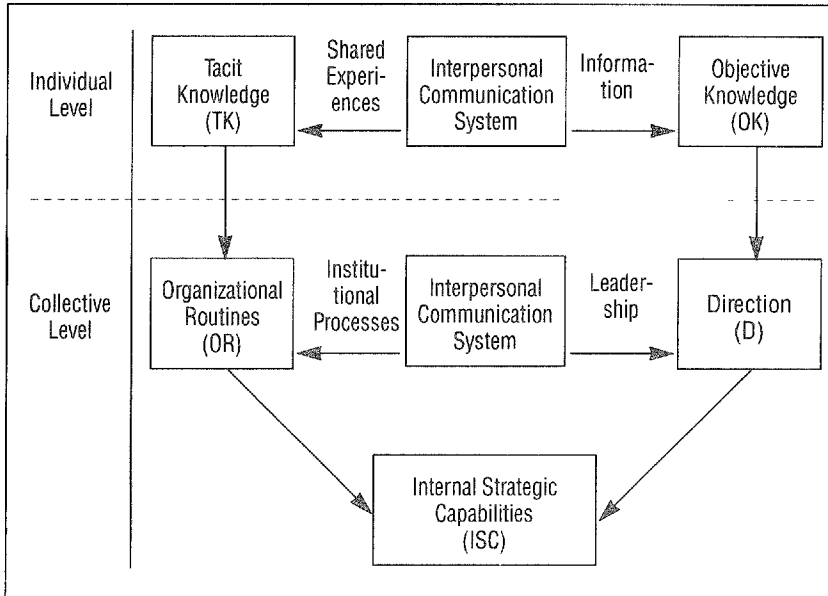 Individual
Level
Tacit
Knowledge
(TK)
Shared
Experi-
ences
Interpersonal
Communication
System
Informa-
tion
Objective
Knowledge
(OK)
Collective
Level
Organizational
Routines
(OR)
Institu-
tional
Processes
Interpersonal
Communication
System
Leader-
ship
Direction
(D)
Internal Strategic
Capabilities
(ISC)